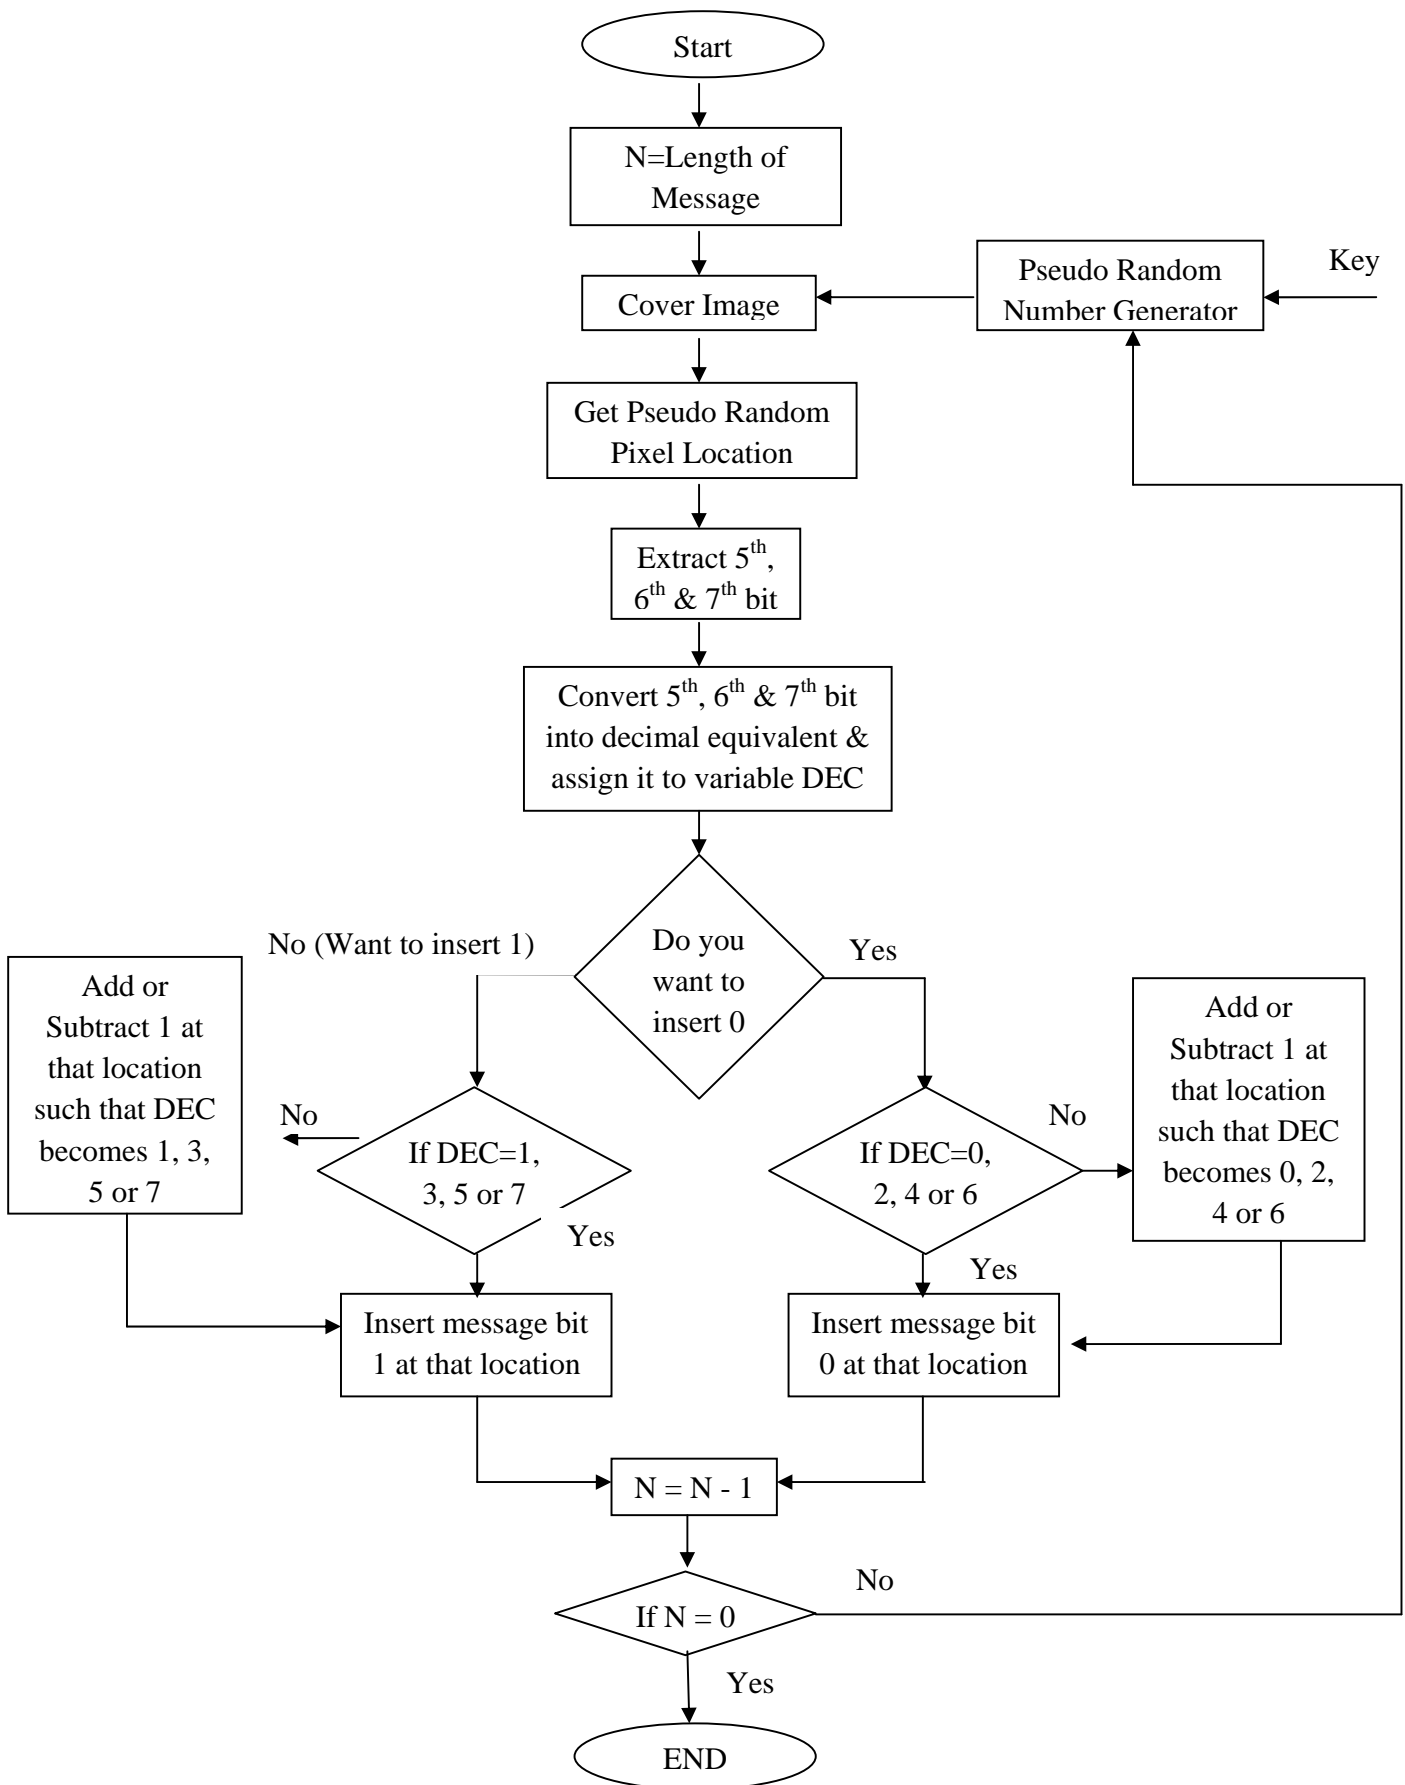 Start
N=Length of
Message
Pseudo Random
Number Generator
Key
Cover Image
Get Pseudo Random
Pixel Location
Extract 5th,
6th & 7th bit
Convert 5th, 6th & 7th bit
into decimal equivalent &
assign it to variable DEC
Do you
want to
insert 0
No (Want to insert 1)
Yes
Add or
Subtract 1 at
that location
such that DEC
becomes 1, 3,
5 or 7
No
If DEC=1,
3, 5 or 7
Yes
If DEC=0,
2, 4 or 6
No
Yes
Add or
Subtract 1 at
that location
such that DEC
becomes 0, 2,
4 or 6
Insert message bit
1 at that location
Insert message bit
0 at that location
N = N - 1
If N = 0
No
Yes
END